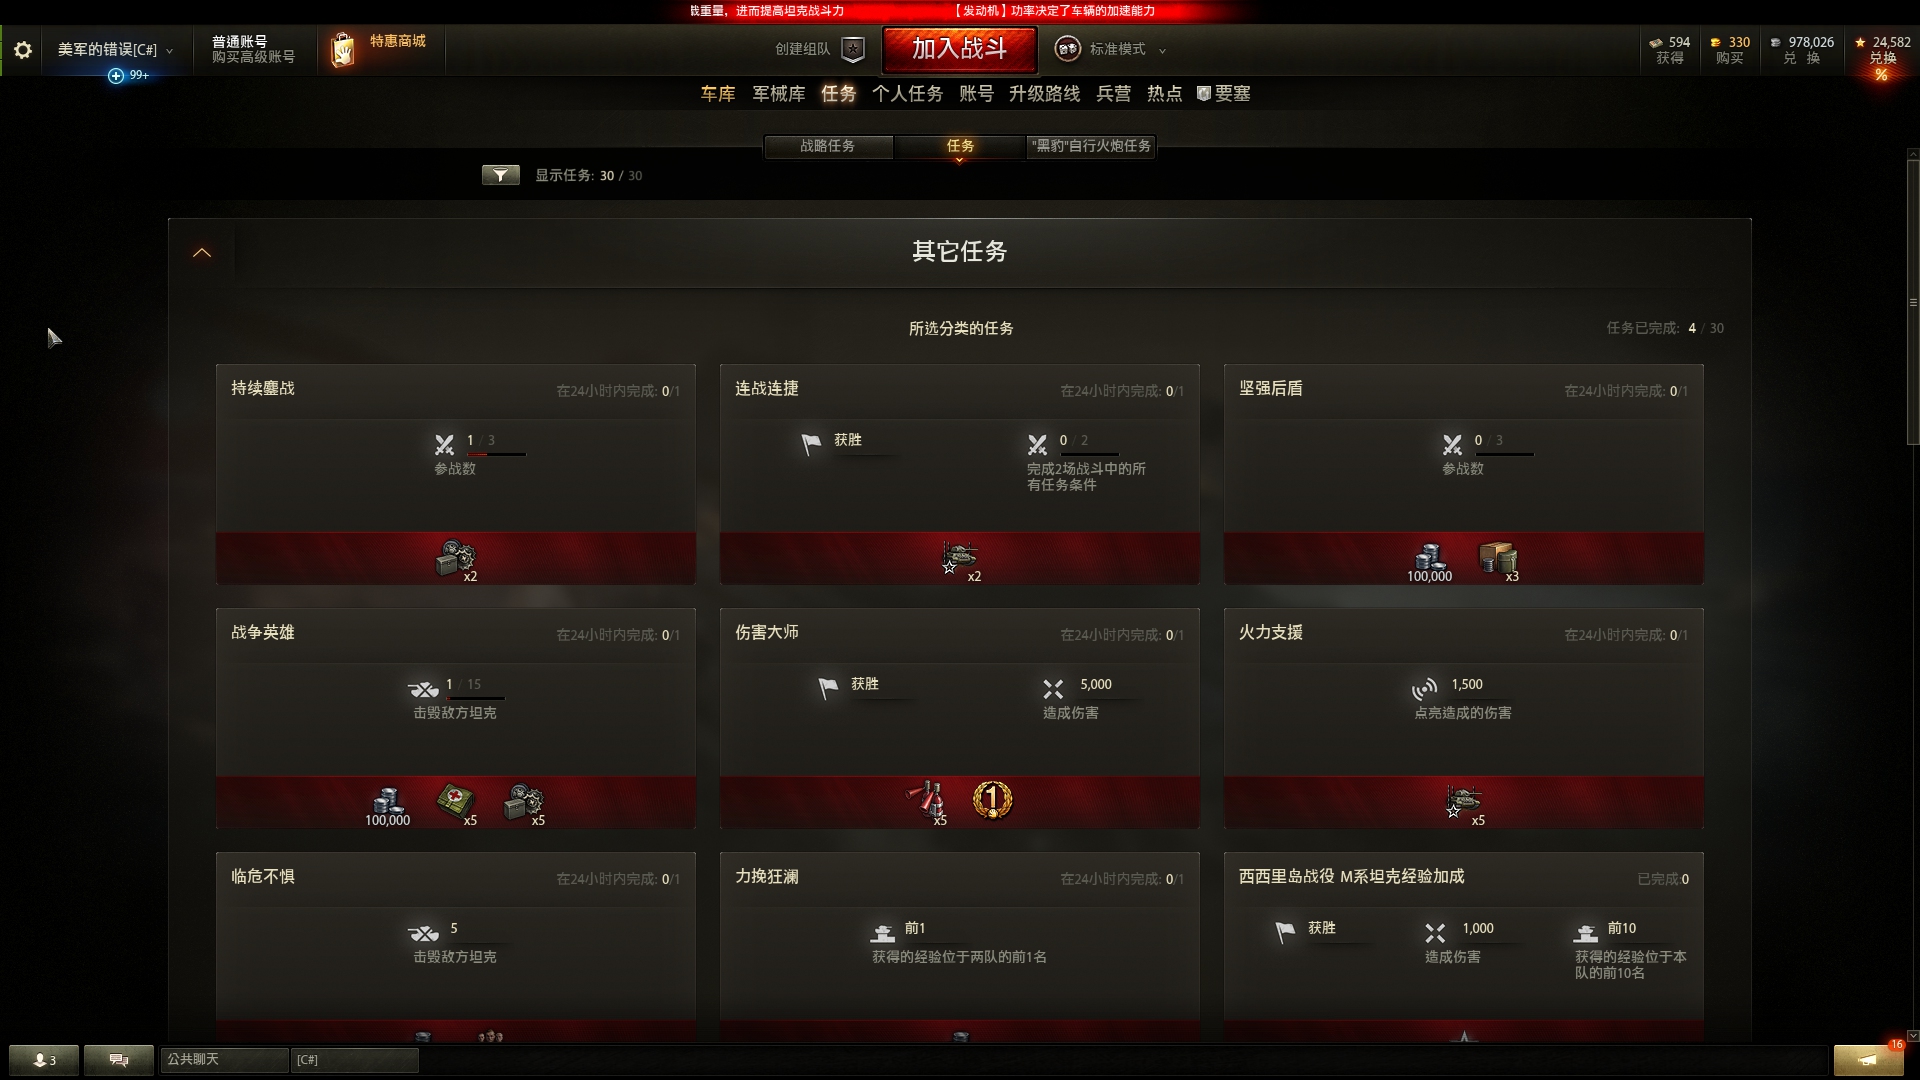 载重量，进而提高坦克战斗力
【发动机】功率决定了车辆的加速能力
美军的错误[C#]
99+
普通账号
购买高级账号
特惠商城
创建组队
加入战斗
标准模式
594
获得
330
购买
978,026
兑 换
24,582
兑换
%
车库 军械库 任务 个人任务 账号 升级路线 兵营 热点 要塞
战略任务
任务
"黑豹"自行火炮任务
显示任务: 30 / 30
其它任务
所选分类的任务
任务已完成: 4 / 30
持续鏖战
在24小时内完成: 0/1
1 / 3
参战数
x2
连战连捷
在24小时内完成: 0/1
获胜
0 / 2
完成2场战斗中的所
有任务条件
x2
坚强后盾
在24小时内完成: 0/1
0 / 3
参战数
100,000
x3
战争英雄
在24小时内完成: 0/1
1 / 15
击毁敌方坦克
100,000
x5
x5
伤害大师
在24小时内完成: 0/1
获胜
5,000
造成伤害
x5
1
火力支援
在24小时内完成: 0/1
1,500
点亮造成的伤害
x5
临危不惧
在24小时内完成: 0/1
5
击毁敌方坦克
力挽狂澜
在24小时内完成: 0/1
前1
获得的经验位于两队的前1名
西西里岛战役 M系坦克经验加成
已完成:0
获胜
1,000
造成伤害
前10
获得的经验位于本
队的前10名
3
公共聊天
[C#]
16